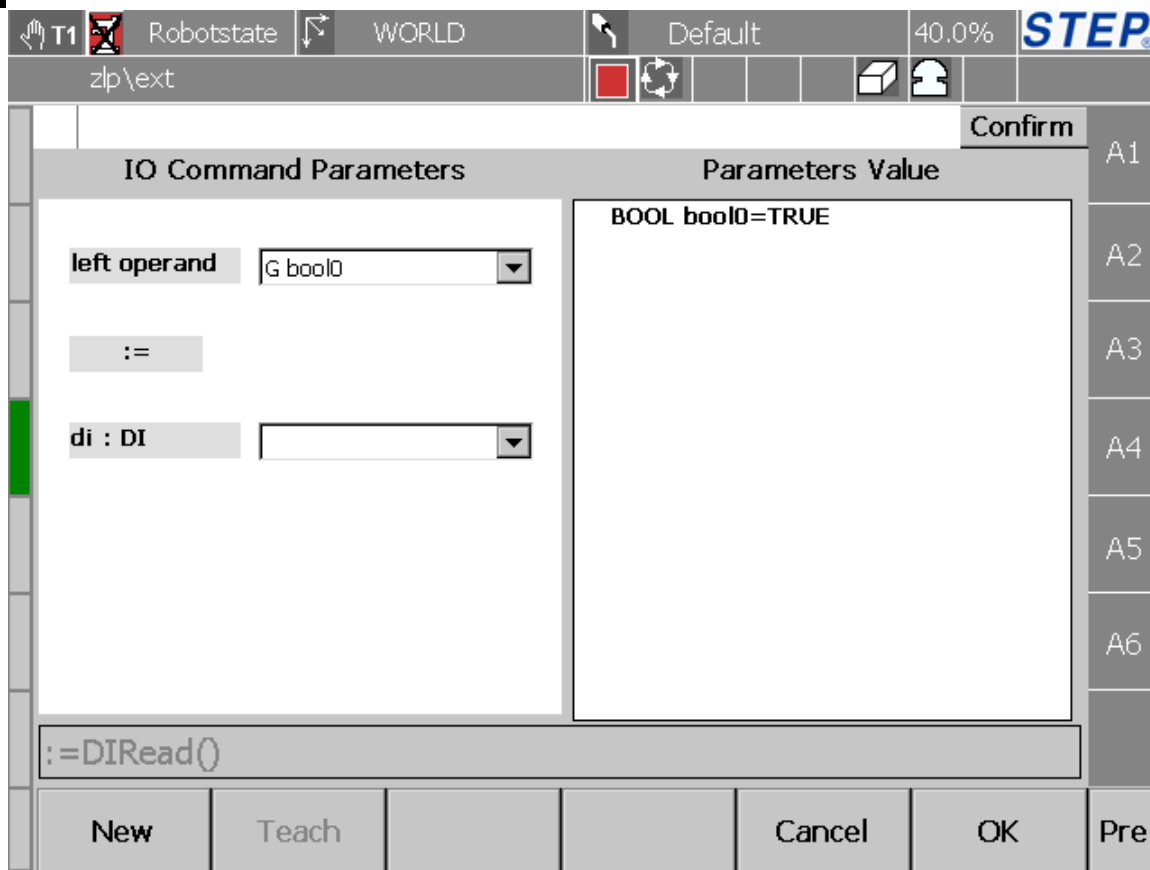 T1 Robotstate WORLD Default 40.0% STEP®
zlp\ext
Confirm
IO Command Parameters Parameters Value
A1
BOOL bool0=TRUE
left operand G bool0
A2
:=
A3
di : DI
A4
A5
A6
:=DIRead()
New Teach Cancel OK Pre